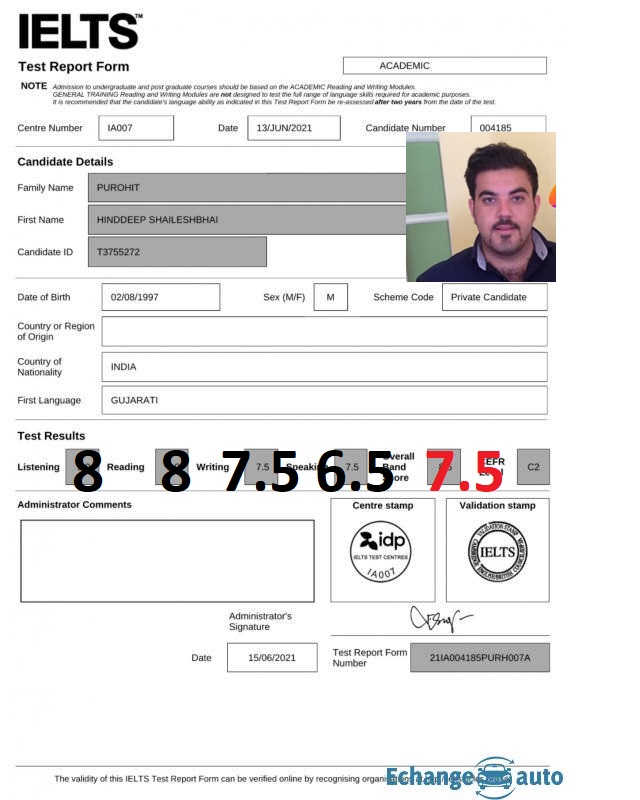 IELTS™
Test Report Form
ACADEMIC
NOTE Admission to undergraduate and post graduate courses should be based on the ACADEMIC Reading and Writing Modules.
GENERAL TRAINING Reading and Writing Modules are not designed to test the full range of language skills required for academic purposes.
It is recommended that the candidate's language ability as indicated in this Test Report Form be re-assessed after two years from the date of the test.
Centre Number IA007 Date 13/JUN/2021 Candidate Number 004185
Candidate Details
Family Name PUROHIT
First Name HINDDEEP SHAILESHBHAI
Candidate ID T3755272
Date of Birth 02/08/1997 Sex (M/F) M Scheme Code Private Candidate
Country or Region
of Origin
Country of
Nationality
INDIA
First Language GUJARATI
Test Results
Listening 8 Reading 8 Writing 7.5 7.5 Speaking 6.5 7.5 Overall
Band
Score
7.5 CEFR
Level
C2
Administrator Comments
Centre stamp
Validation stamp
idp
IELTS TEST CENTRES
IA007
VALIDATION STAMP
IELTS
Administrator's
Signature
Date 15/06/2021
Test Report Form
Number
21IA004185PURH007A
The validity of this IELTS Test Report Form can be verified online by recognising
Echange auto